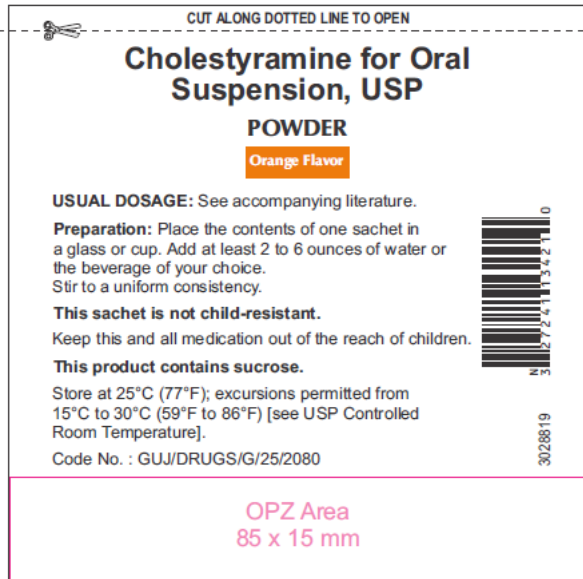 CUT ALONG DOTTED LINE TO OPEN
Cholestyramine for Oral
Suspension, USP
POWDER
Orange Flavor
USUAL DOSAGE: See accompanying literature.
Preparation: Place the contents of one sachet in
a glass or cup. Add at least 2 to 6 ounces of water or
the beverage of your choice.
Stir to a uniform consistency.
This sachet is not child-resistant.
Keep this and all medication out of the reach of children.
This product contains sucrose.
Store at 25°C (77°F); excursions permitted from
15°C to 30°C (59°F to 86°F) [see USP Controlled
Room Temperature].
Code No. : GUJ/DRUGS/G/25/2080
N
3 27241 13421 0
3028819
OPZ Area
85 x 15 mm